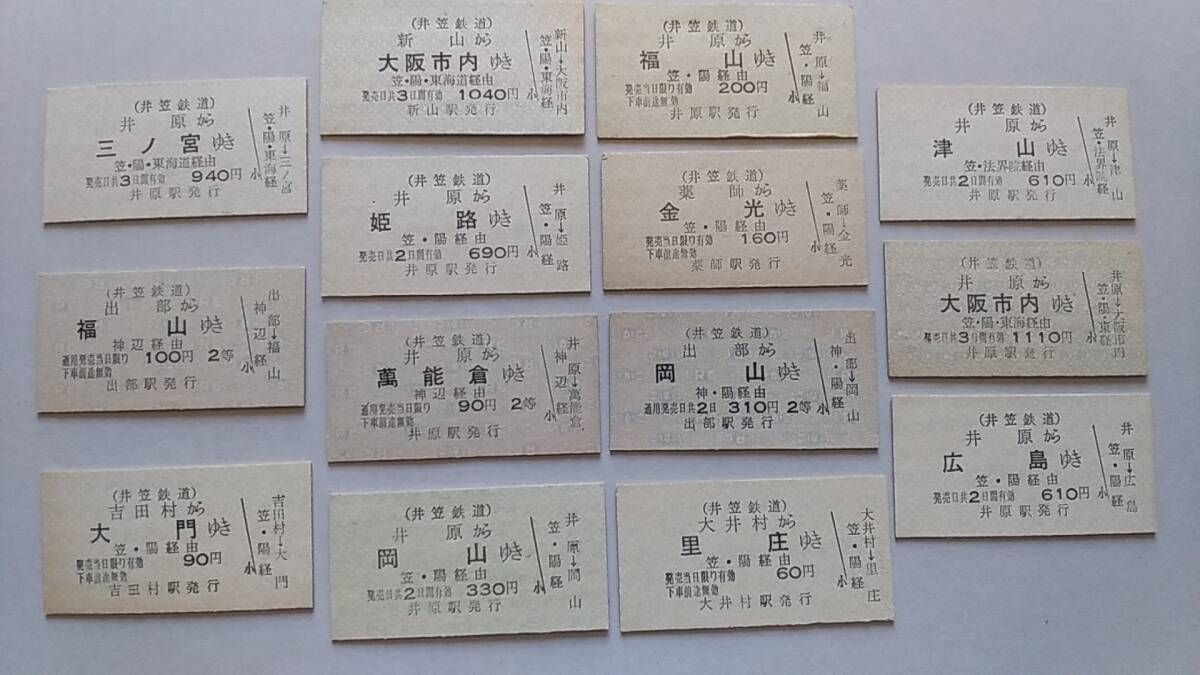 (井笠鉄道)
井原から
三ノ宮ゆき
笠・陽・東海道経由
発売日共3日間有効 940円 小
井原駅発行
井原→三ノ宮
笠・陽・東海経
(井笠鉄道)
出部から
福山ゆき
神辺経由
通用発売当日限り 100円 2等
下車前途無効
出部駅発行
出部→福山
神辺経
小
(井笠鉄道)
吉田村から
大門ゆき
笠・陽経由
発売当日限り有効 90円
下車前途無効
吉田村駅発行
吉田村→大門
笠・陽経
小
(井笠鉄道)
新山から
大阪市内ゆき
笠・陽・東海道経由
発売日共3日間有効 1040円 小
新山駅発行
新山→大阪市内
笠・陽・東海経
(井笠鉄道)
井原から
姫路ゆき
笠・陽経由
発売日共2日間有効 690円 小
井原駅発行
井原→姫路
笠・陽経
(井笠鉄道)
井原から
萬能倉ゆき
神辺経由
通用発売当日限り 90円 2等
下車前途無効
井原駅発行
井原→萬能倉
神辺経
小
(井笠鉄道)
井原から
岡山ゆき
笠・陽経由
発売日共2日間有効 330円 小
井原駅発行
井原→岡山
笠・陽経
(井笠鉄道)
井原から
福山ゆき
笠・陽経由
発売当日限り有効 200円 小
下車前途無効
井原駅発行
井原→福山
笠・陽経
(井笠鉄道)
薬師から
金光ゆき
笠・陽経由
発売当日限り有効 160円 小
下車前途無効
薬師駅発行
薬師→金光
笠・陽経
(井笠鉄道)
出部から
岡山ゆき
神・陽経由
通用発売日共2日 310円 2等
出部駅発行
出部→岡山
神・陽経
小
(井笠鉄道)
大井村から
里庄ゆき
笠・陽経由
発売当日限り有効 60円 小
下車前途無効
大井村駅発行
大井村→里庄
笠・陽経
(井笠鉄道)
井原から
津山ゆき
笠・法界院経由
発売日共2日間有効 610円 小
井原駅発行
井原→津山
笠・法界院経
(井笠鉄道)
井原から
大阪市内ゆき
笠・陽・東海経由
発売日共3日間有効 1110円 小
井原駅発行
井原→大阪市内
笠・陽・東経
(井笠鉄道)
井原から
広島ゆき
笠・陽経由
発売日共2日間有効 610円 小
井原駅発行
井原→広島
笠・陽経